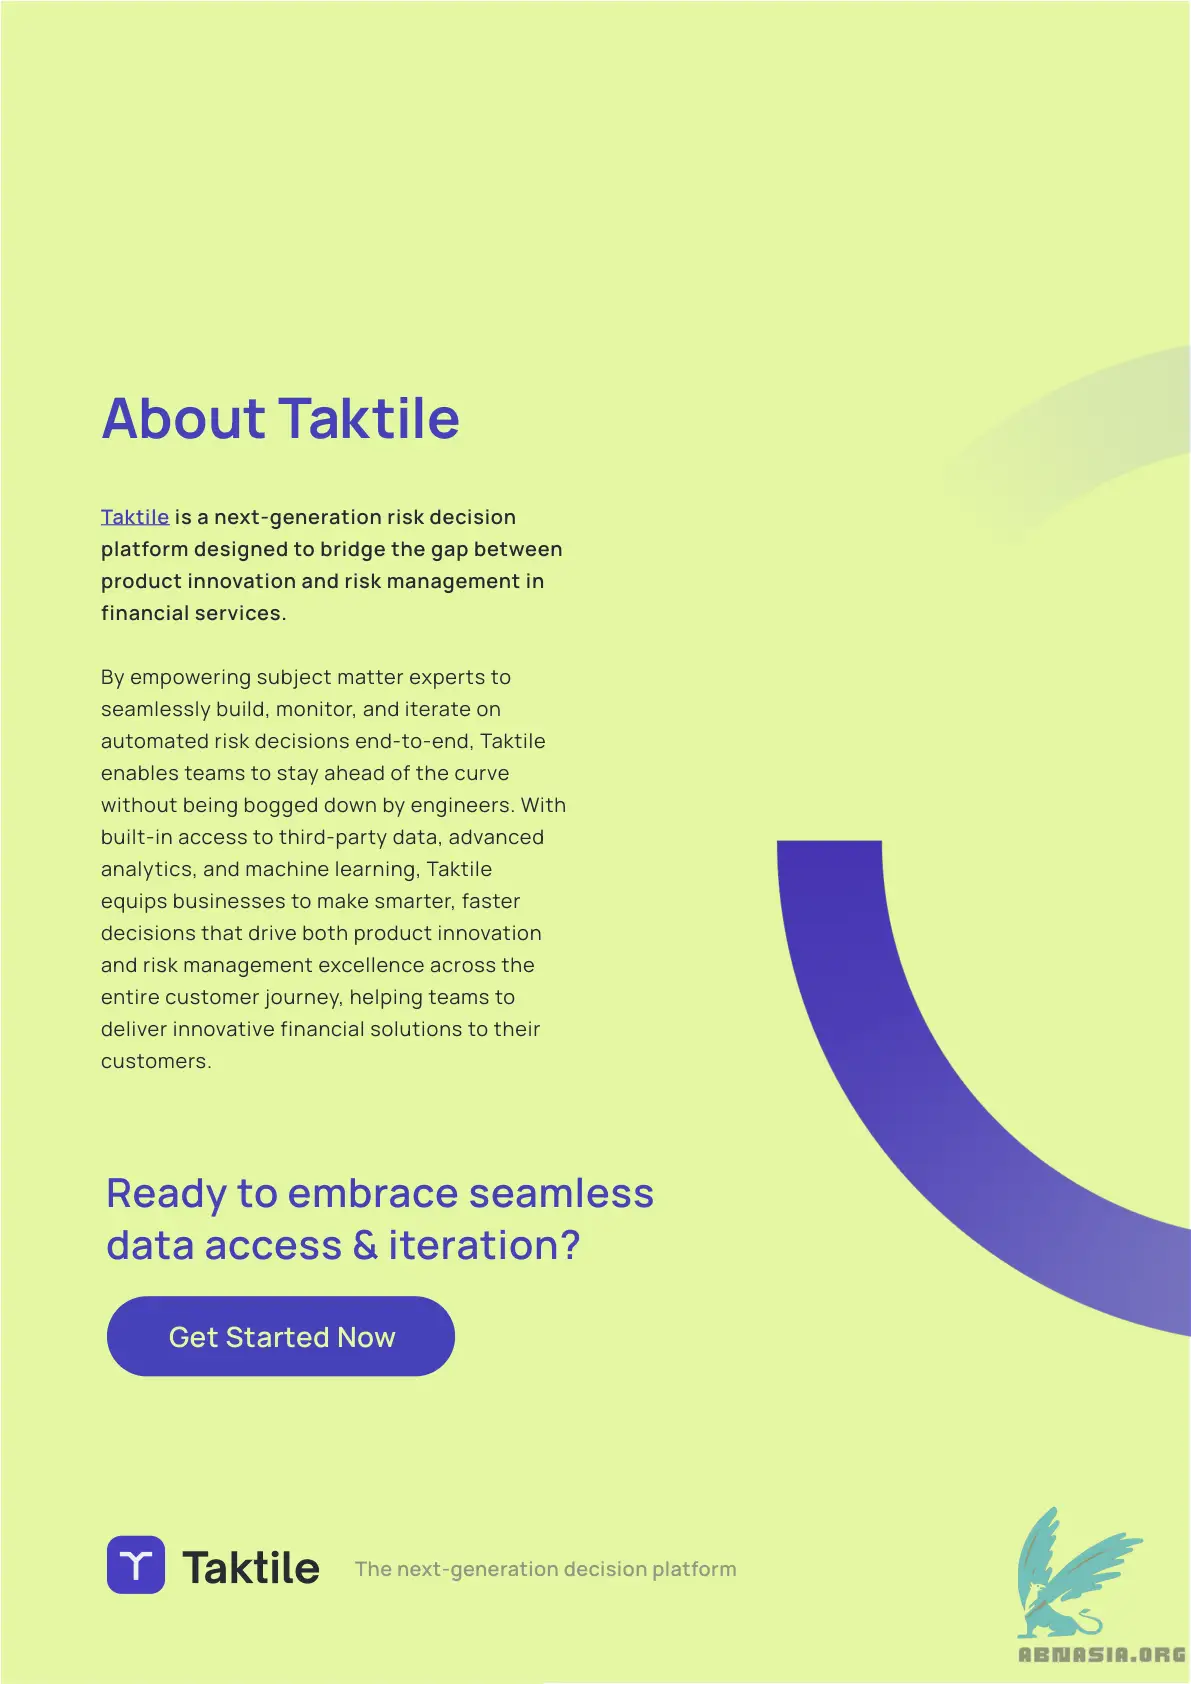 About Taktile
Taktile is a next-generation risk decision
platform designed to bridge the gap between
product innovation and risk management in
financial services.
By empowering subject matter experts to
seamlessly build, monitor, and iterate on
automated risk decisions end-to-end, Taktile
enables teams to stay ahead of the curve
without being bogged down by engineers. With
built-in access to third-party data, advanced
analytics, and machine learning, Taktile
equips businesses to make smarter, faster
decisions that drive both product innovation
and risk management excellence across the
entire customer journey, helping teams to
deliver innovative financial solutions to their
customers.
Ready to embrace seamless
data access & iteration?
Get Started Now
Taktile
The next-generation decision platform
ABNASIA.ORG